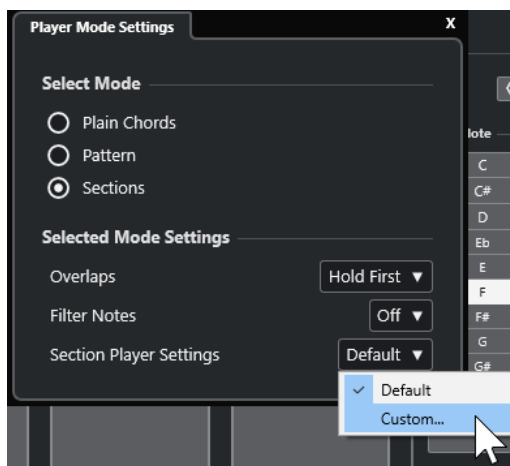 Player Mode Settings X
Select Mode
Plain Chords
Pattern
Sections
Selected Mode Settings
Overlaps Hold First ▼
Filter Notes Off ▼
Section Player Settings Default ▼
✓ Default
Custom...
lote
C
C#
D
Eb
E
F
F#
G
G#